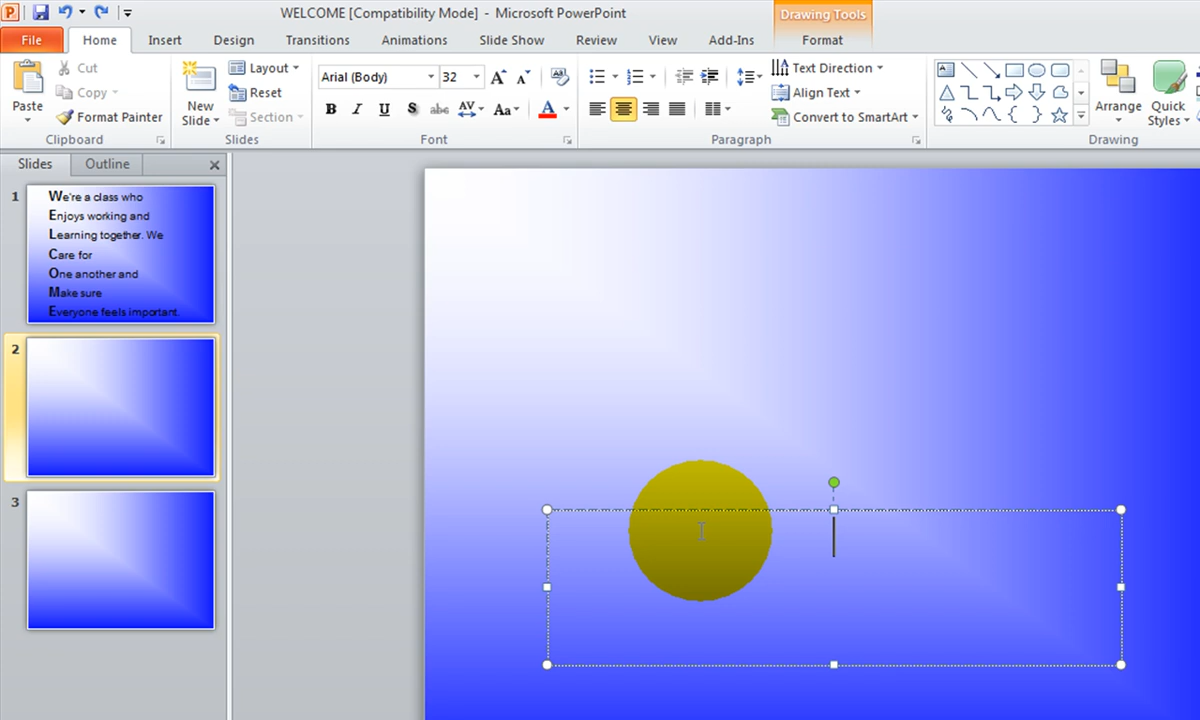 WELCOME [Compatibility Mode] - Microsoft PowerPoint
Drawing Tools
File Home Insert Design Transitions Animations Slide Show Review View Add-Ins Format
Paste
Cut
Copy
Format Painter
Clipboard
New Slide
Layout
Reset
Section
Slides
Arial (Body) 32
B I U S abc AV Aa A
Font
Text Direction
Align Text
Convert to SmartArt
Paragraph
Arrange
Quick Styles
Drawing
Slides Outline
1
We're a class who
Enjoys working and
Learning together. We
Care for
One another and
Make sure
Everyone feels important.
2
3